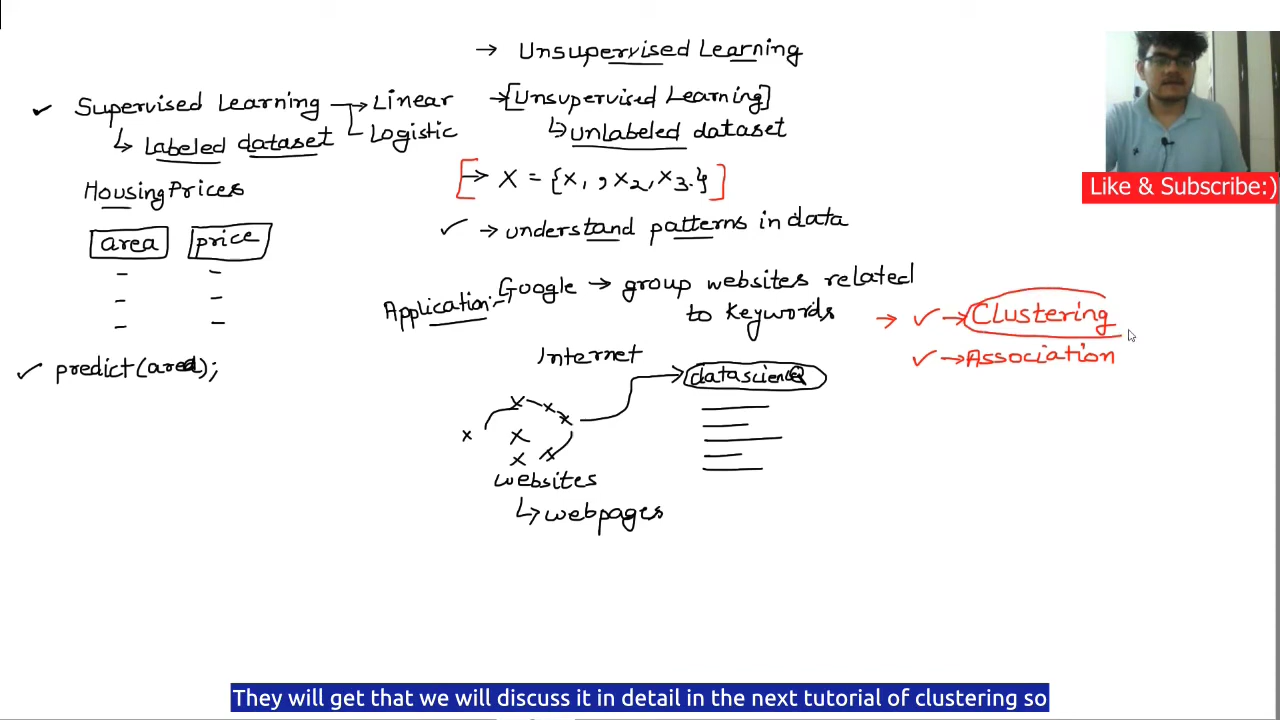 → Unsupervised Learning
✓ Supervised Learning → Linear
Logistic
↳ Labeled dataset
HousingPrices
area price
✓ predict(area);
→ [Unsupervised Learning]
↳ unlabeled dataset
[→ X = {x₁, , x₂, x₃.}]
✓ → understand patterns in data
Application:- Google → group websites related
to keywords
Internet
datascience
websites
↳ webpages
→ ✓ → Clustering
✓ → Association
Like & Subscribe:)
They will get that we will discuss it in detail in the next tutorial of clustering so